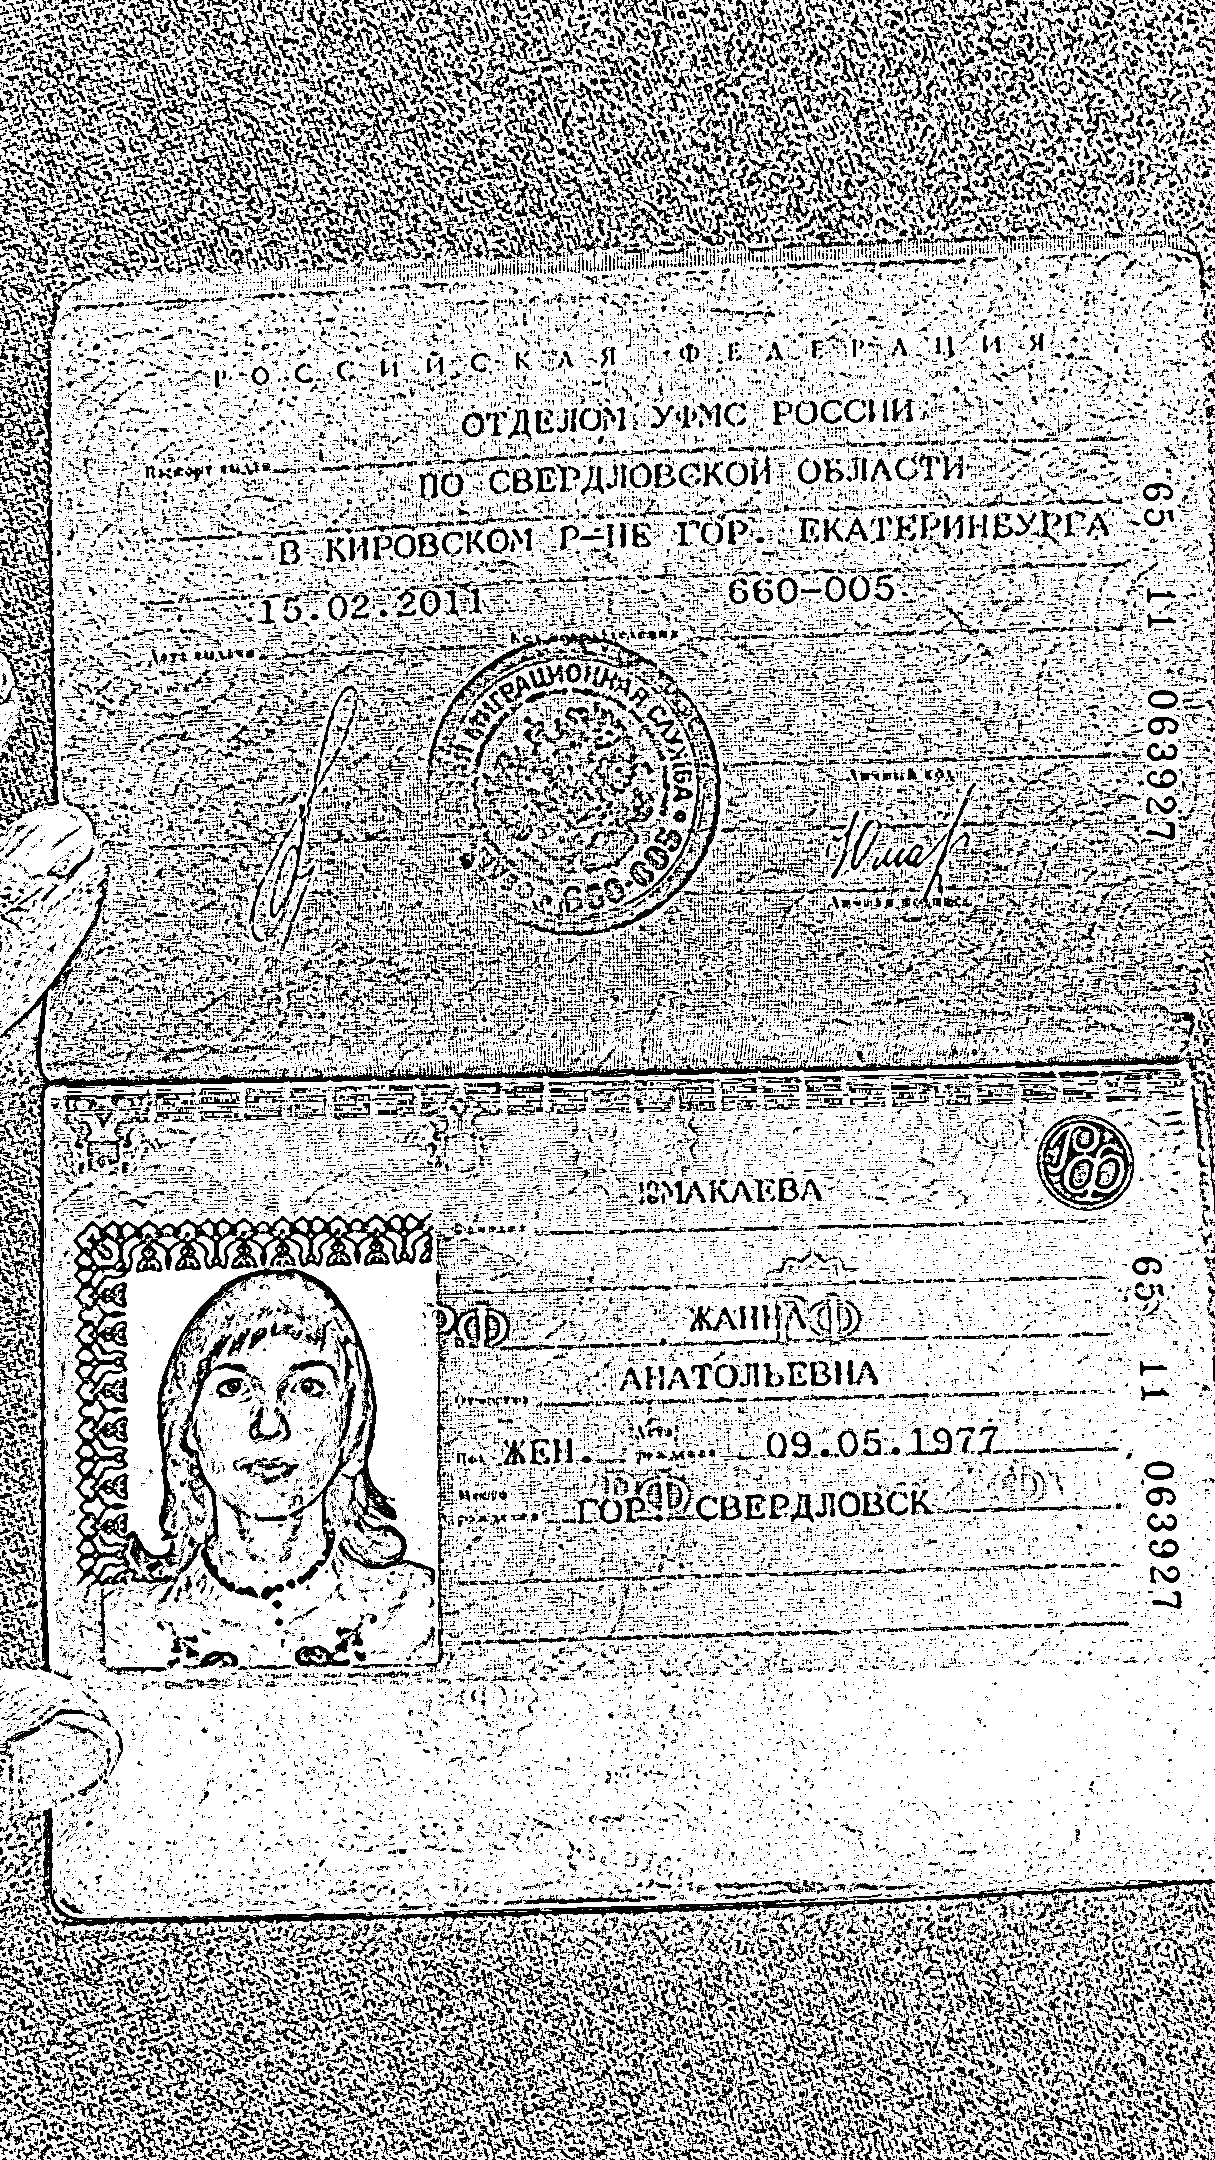 РОССИЙСКАЯ ФЕДЕРАЦИЯ
ОТДЕЛОМ УФМС РОССИИ
Паспорт выдан
ПО СВЕРДЛОВСКОЙ ОБЛАСТИ
В КИРОВСКОМ Р-НЕ ГОР. ЕКАТЕРИНБУРГА
15.02.2011 660-005
Дата выдачи Код подразделения
МИГРАЦИОННАЯ СЛУЖБА
660-005
Личный код
Личная подпись
65 11 063927
ЮМАКАЕВА
Фамилия
ЖАННА
Имя
АНАТОЛЬЕВНА
Отчество
Пол ЖЕН. Дата рождения 09.05.1977
Место рождения ГОР. СВЕРДЛОВСК
65 11 063927